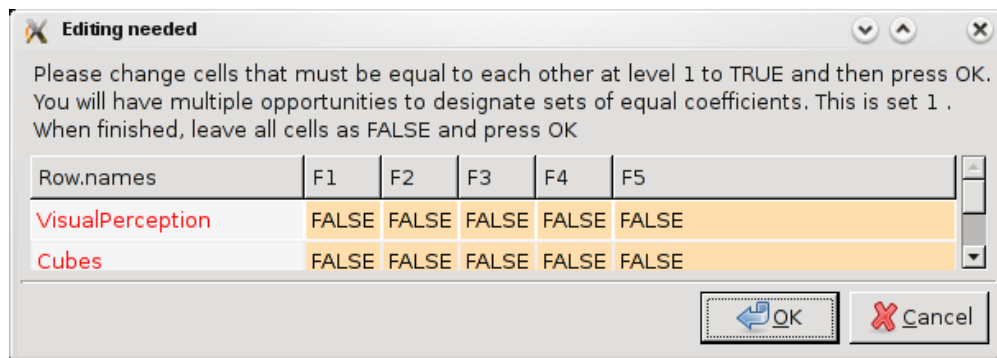 Editing needed
Please change cells that must be equal to each other at level 1 to TRUE and then press OK.
You will have multiple opportunities to designate sets of equal coefficients. This is set 1 .
When finished, leave all cells as FALSE and press OK
Row.names F1 F2 F3 F4 F5
VisualPerception FALSE FALSE FALSE FALSE FALSE
Cubes FALSE FALSE FALSE FALSE FALSE
OK Cancel